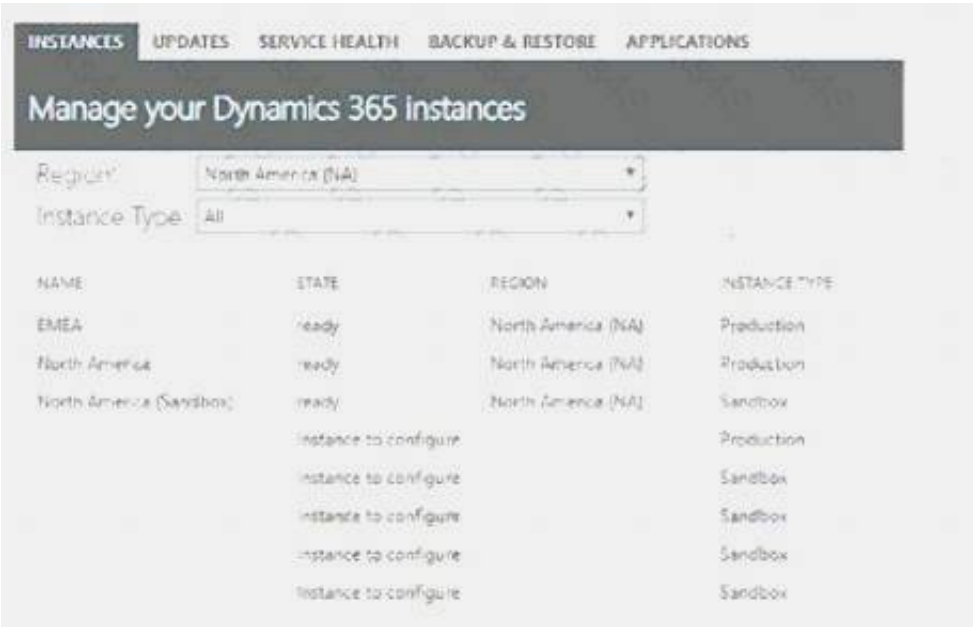 INSTANCES UPDATES SERVICE HEALTH BACKUP & RESTORE APPLICATIONS
Manage your Dynamics 365 instances
Region: North America (NA)
Instance Type All
NAME STATE REGION INSTANCE TYPE
EMEA ready North America (NA) Production
North America ready North America (NA) Production
North America (Sandbox) ready North America (NA) Sandbox
Instance to configure Production
Instance to configure Sandbox
Instance to configure Sandbox
Instance to configure Sandbox
Instance to configure Sandbox